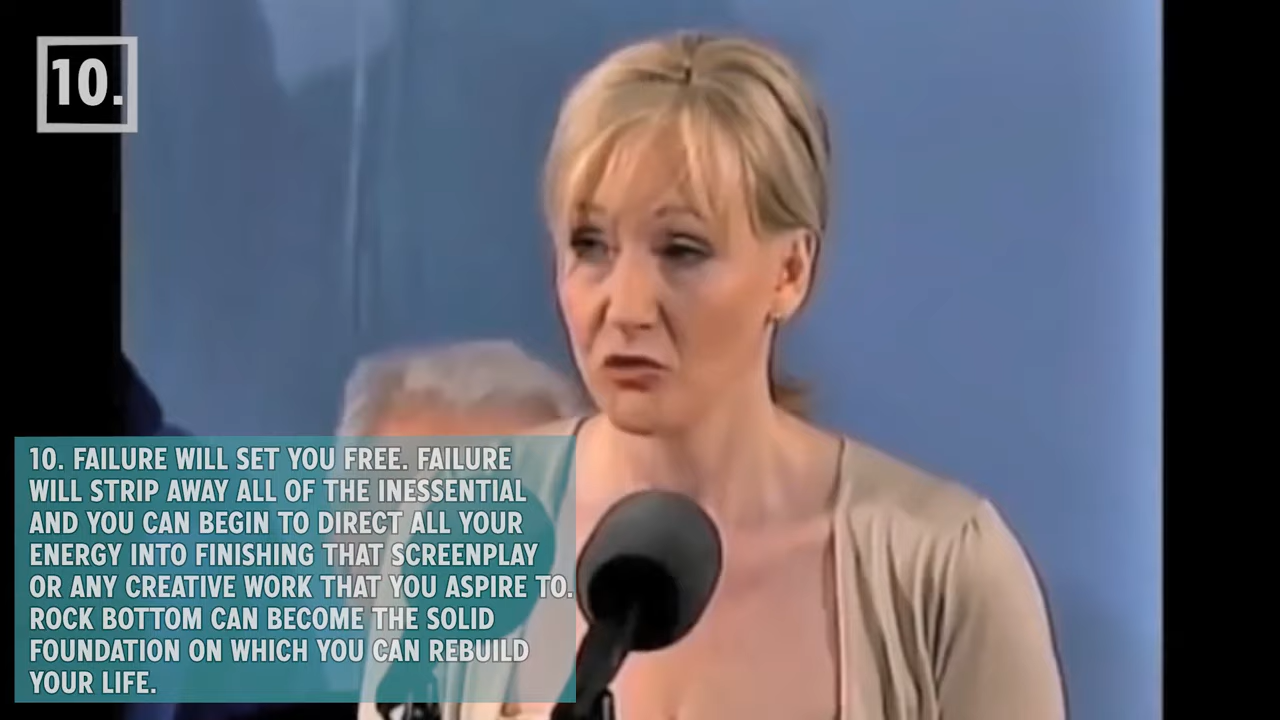 10.
10. FAILURE WILL SET YOU FREE. FAILURE
WILL STRIP AWAY ALL OF THE INESSENTIAL
AND YOU CAN BEGIN TO DIRECT ALL YOUR
ENERGY INTO FINISHING THAT SCREENPLAY
OR ANY CREATIVE WORK THAT YOU ASPIRE TO.
ROCK BOTTOM CAN BECOME THE SOLID
FOUNDATION ON WHICH YOU CAN REBUILD
YOUR LIFE.